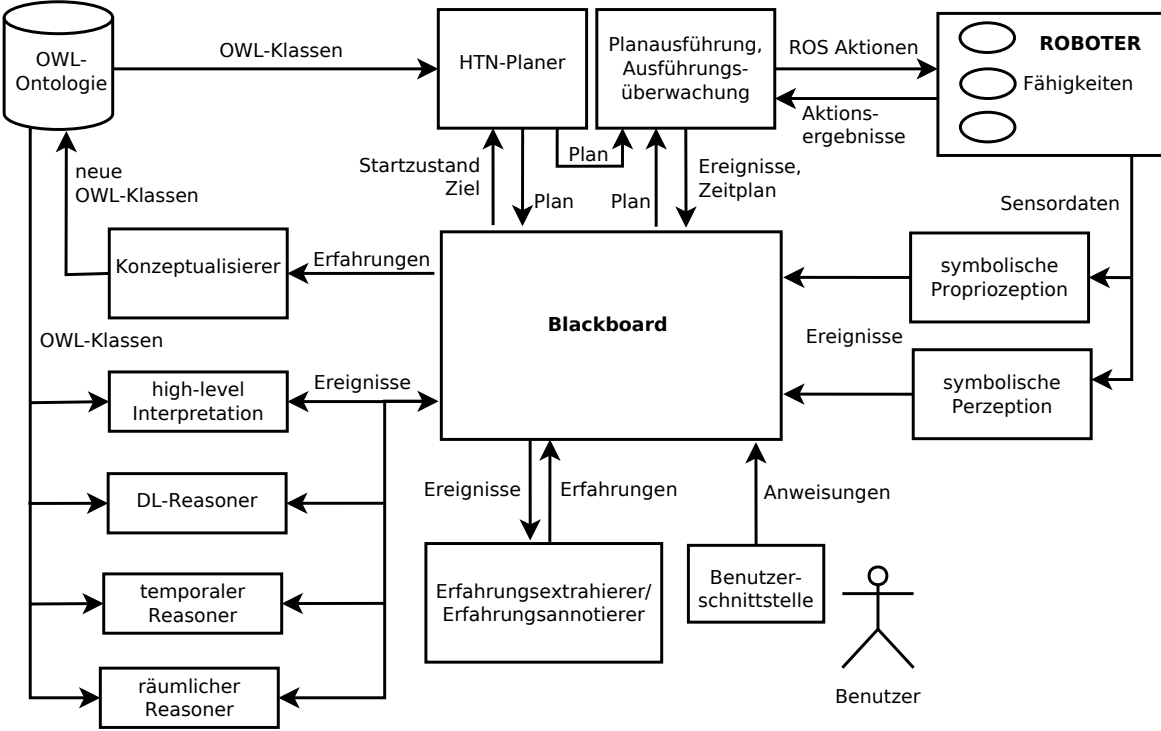 OWL-
Ontologie
OWL-Klassen
HTN-Planer
Planausführung,
Ausführungs-
überwachung
ROS Aktionen
Aktions-
ergebnisse
ROBOTER
Fähigkeiten
neue
OWL-Klassen
Startzustand
Ziel
Plan
Plan
Plan
Ereignisse,
Zeitplan
Sensordaten
Konzeptualisierer
Erfahrungen
Blackboard
symbolische
Propriozeption
Ereignisse
symbolische
Perzeption
OWL-Klassen
high-level
Interpretation
Ereignisse
DL-Reasoner
temporaler
Reasoner
räumlicher
Reasoner
Ereignisse
Erfahrungen
Anweisungen
Erfahrungsextrahierer/
Erfahrungsannotierer
Benutzer-
schnittstelle
Benutzer